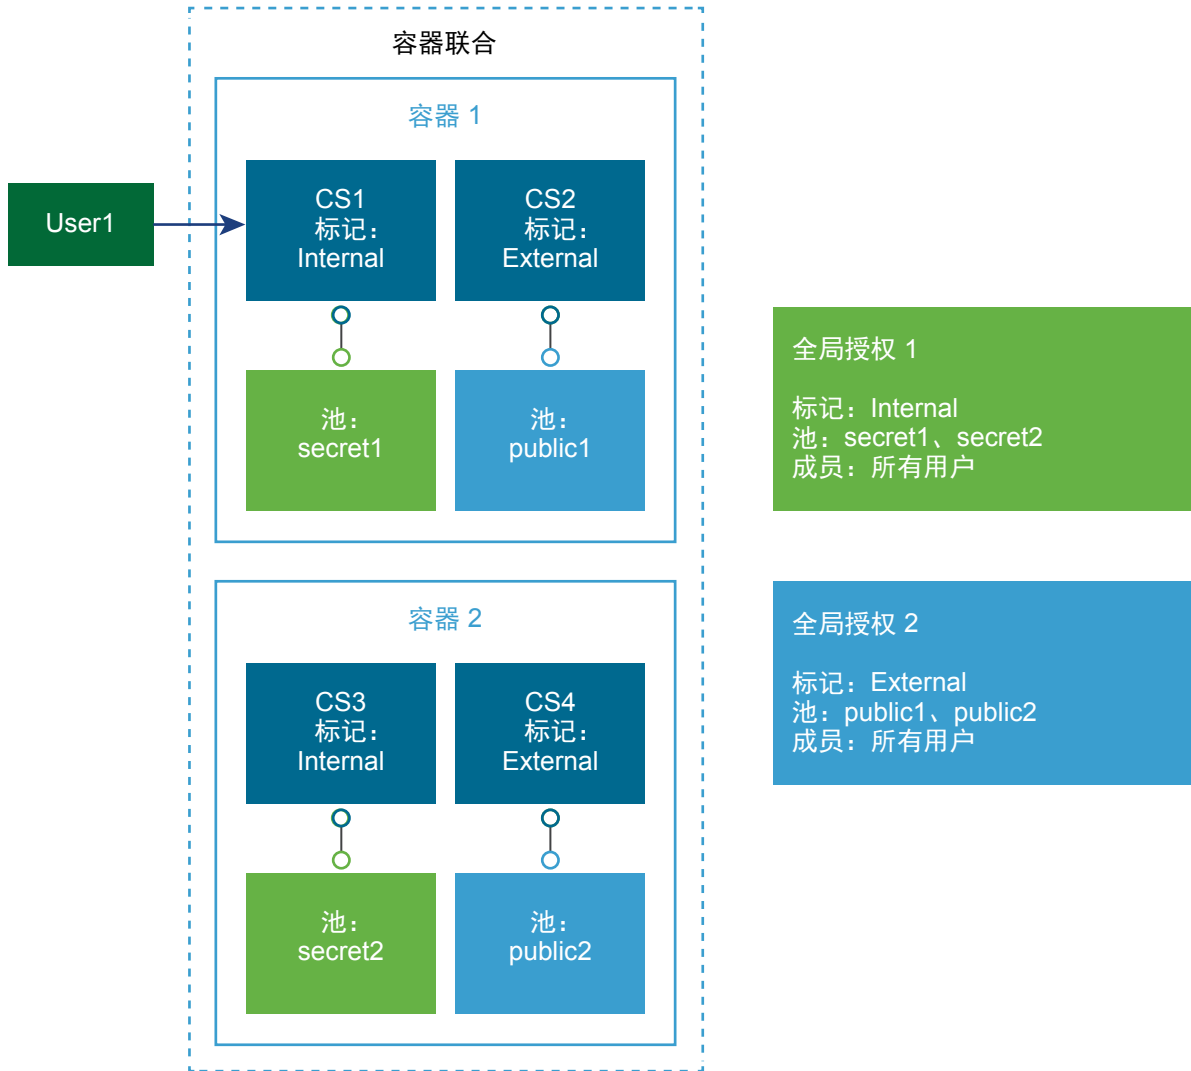 容器联合
容器 1
User1
CS1
标记：
Internal
CS2
标记：
External
池：
secret1
池：
public1
容器 2
CS3
标记：
Internal
CS4
标记：
External
池：
secret2
池：
public2
全局授权 1
标记：Internal
池：secret1、secret2
成员：所有用户
全局授权 2
标记：External
池：public1、public2
成员：所有用户